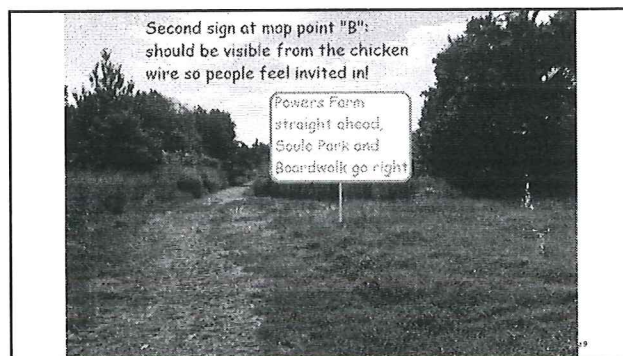 Second sign at map point "B":
should be visible from the chicken
wire so people feel invited in!
Powers Farm
straight ahead,
Soule Park and
Boardwalk go right